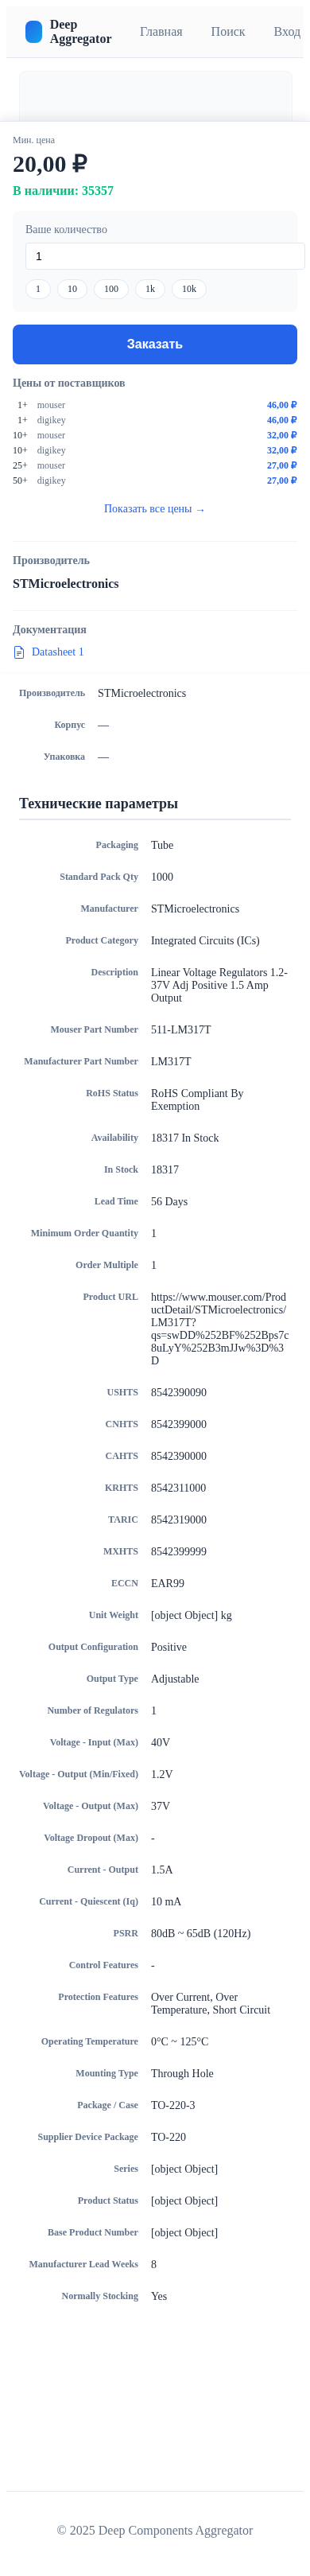 Deep
Aggregator
Главная
Поиск
Вход
Мин. цена
20,00 ₽
В наличии: 35357
Ваше количество
1
1 10 100 1k 10k
Заказать
Цены от поставщиков
1+ mouser 46,00 ₽
1+ digikey 46,00 ₽
10+ mouser 32,00 ₽
10+ digikey 32,00 ₽
25+ mouser 27,00 ₽
50+ digikey 27,00 ₽
Показать все цены →
Производитель
STMicroelectronics
Документация
Datasheet 1
Производитель STMicroelectronics
Корпус —
Упаковка —
Технические параметры
Packaging Tube
Standard Pack Qty 1000
Manufacturer STMicroelectronics
Product Category Integrated Circuits (ICs)
Description Linear Voltage Regulators 1.2-
37V Adj Positive 1.5 Amp
Output
Mouser Part Number 511-LM317T
Manufacturer Part Number LM317T
RoHS Status RoHS Compliant By
Exemption
Availability 18317 In Stock
In Stock 18317
Lead Time 56 Days
Minimum Order Quantity 1
Order Multiple 1
Product URL https://www.mouser.com/Prod
uctDetail/STMicroelectronics/
LM317T?
qs=swDD%252BF%252Bps7c
8uLyY%252B3mJJw%3D%3
D
USHTS 8542390090
CNHTS 8542399000
CAHTS 8542390000
KRHTS 8542311000
TARIC 8542319000
MXHTS 8542399999
ECCN EAR99
Unit Weight [object Object] kg
Output Configuration Positive
Output Type Adjustable
Number of Regulators 1
Voltage - Input (Max) 40V
Voltage - Output (Min/Fixed) 1.2V
Voltage - Output (Max) 37V
Voltage Dropout (Max) -
Current - Output 1.5A
Current - Quiescent (Iq) 10 mA
PSRR 80dB ~ 65dB (120Hz)
Control Features -
Protection Features Over Current, Over
Temperature, Short Circuit
Operating Temperature 0°C ~ 125°C
Mounting Type Through Hole
Package / Case TO-220-3
Supplier Device Package TO-220
Series [object Object]
Product Status [object Object]
Base Product Number [object Object]
Manufacturer Lead Weeks 8
Normally Stocking Yes
© 2025 Deep Components Aggregator